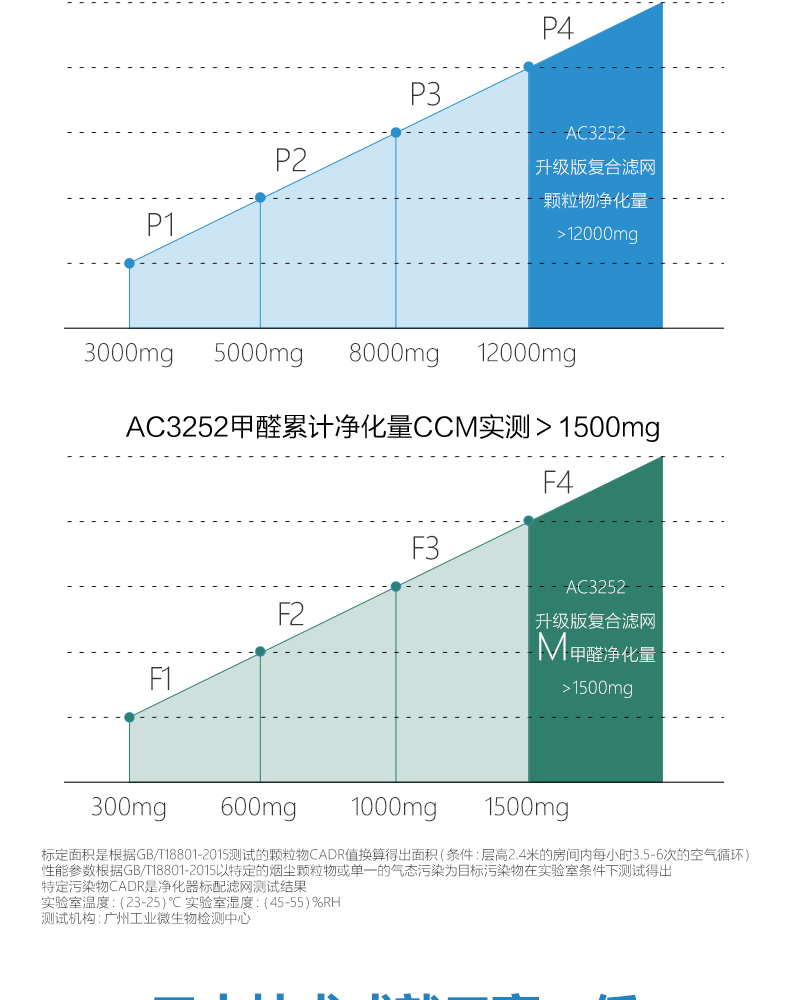 P4
P3
AC3252
升级版复合滤网
P2
颗粒物净化量
P1
>12000mg
3000mg 5000mg 8000mg 12000mg
AC3252甲醛累计净化量CCM实测＞1500mg
F4
F3
AC3252
F2
升级版复合滤网
M甲醛净化量
F1
>1500mg
300mg 600mg 1000mg 1500mg
标定面积是根据GB/T18801-2015测试的颗粒物CADR值换算得出面积(条件:层高2.4米的房间内每小时3.5-6次的空气循环)
性能参数根据GB/T18801-2015以特定的烟尘颗粒物或单一的气态污染为目标污染物在实验室条件下测试得出
特定污染物CADR是净化器标配滤网测试结果
实验室温度:(23-25)℃ 实验室湿度:(45-55)%RH
测试机构:广州工业微生物检测中心